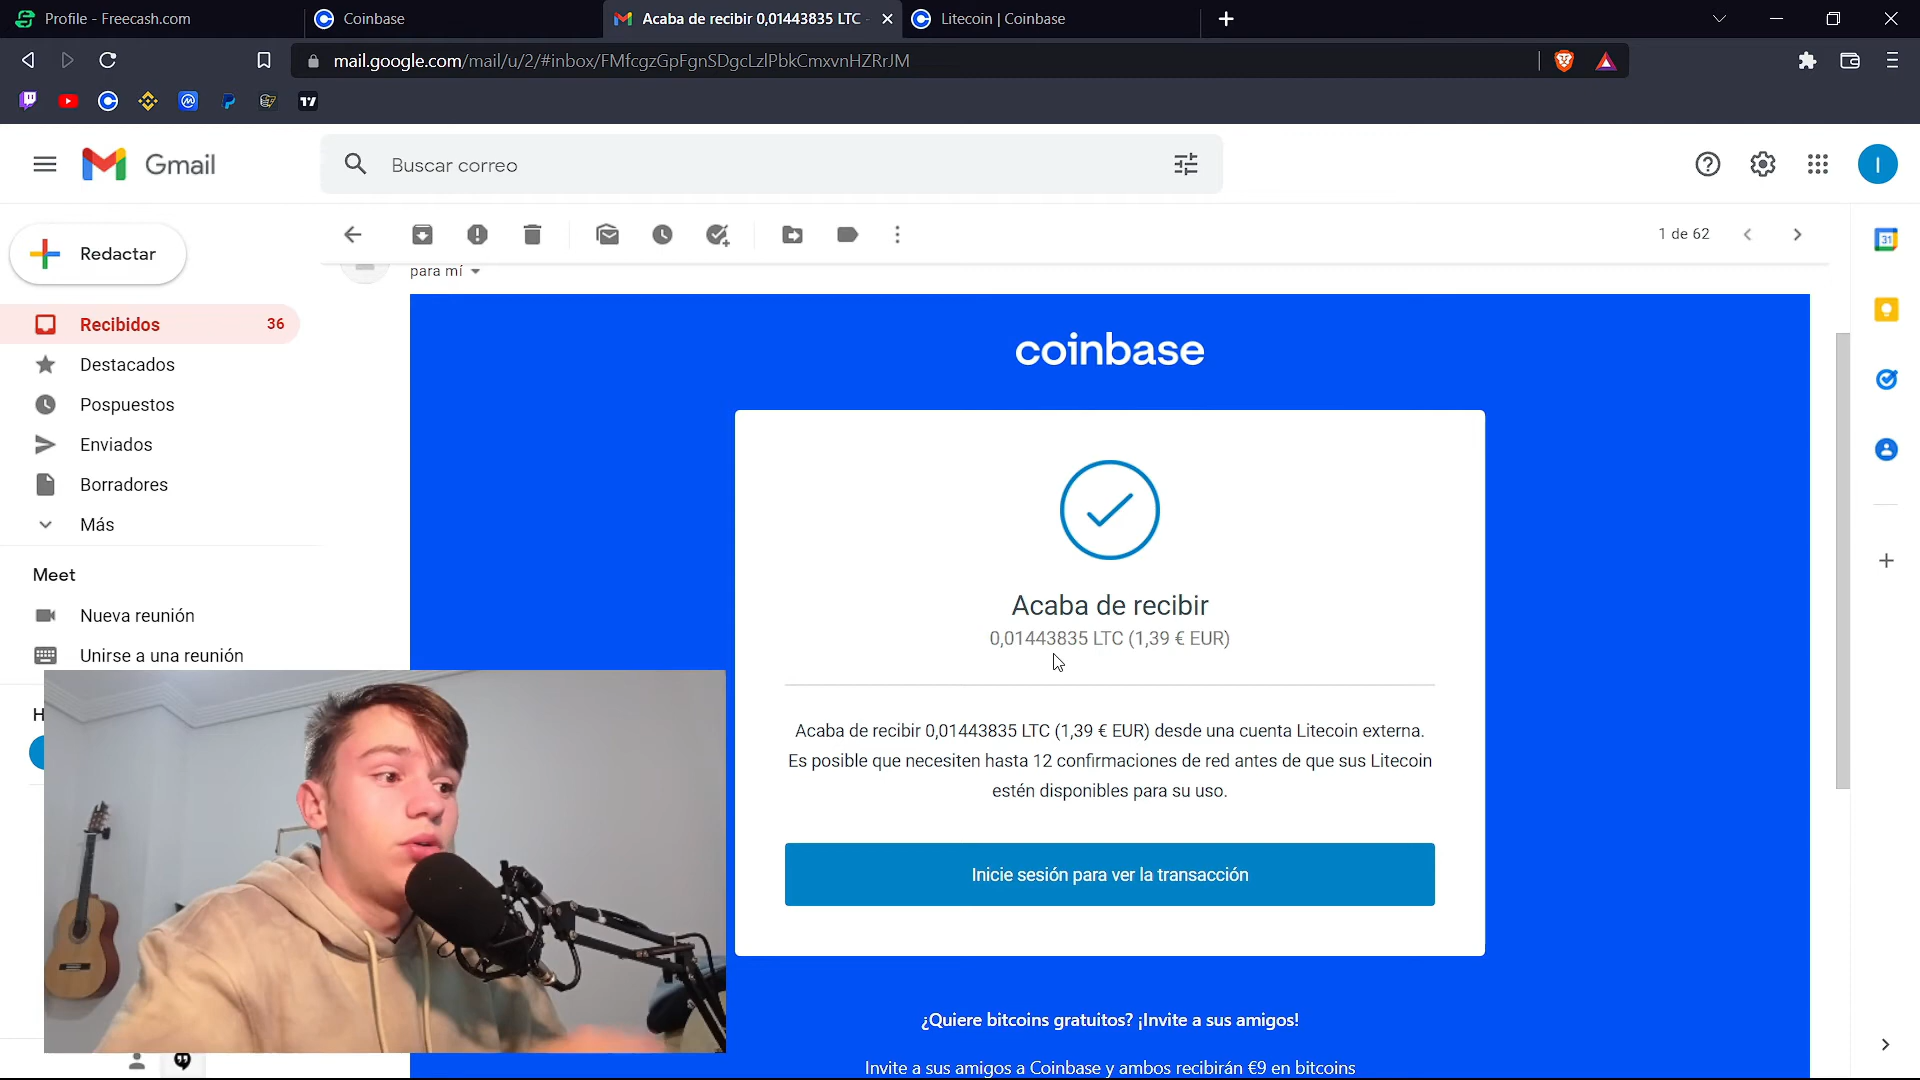 Profile - Freecash.com
Coinbase
Acaba de recibir 0,01443835 LTC
Litecoin | Coinbase
mail.google.com/mail/u/2/#inbox/FMfcgzGpFgnSDgcLzlPbkCmxvnHZRrJM
Gmail
Buscar correo
Redactar
1 de 62
para mí
Recibidos 36
Destacados
Pospuestos
Enviados
Borradores
Más
Meet
Nueva reunión
Unirse a una reunión
H
coinbase
Acaba de recibir
0,01443835 LTC (1,39 € EUR)
Acaba de recibir 0,01443835 LTC (1,39 € EUR) desde una cuenta Litecoin externa.
Es posible que necesiten hasta 12 confirmaciones de red antes de que sus Litecoin
estén disponibles para su uso.
Inicie sesión para ver la transacción
¿Quiere bitcoins gratuitos? ¡Invite a sus amigos!
Invite a sus amigos a Coinbase y ambos recibirán €9 en bitcoins
I
31